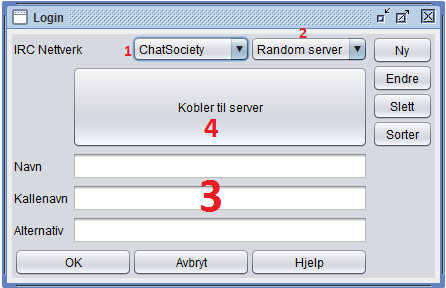 Login
2
IRC Nettverk 1 ChatSociety Random server Ny
Endre
Kobler til server
4
Slett
Sorter
Navn
Kallenavn 3
Alternativ
OK Avbryt Hjelp